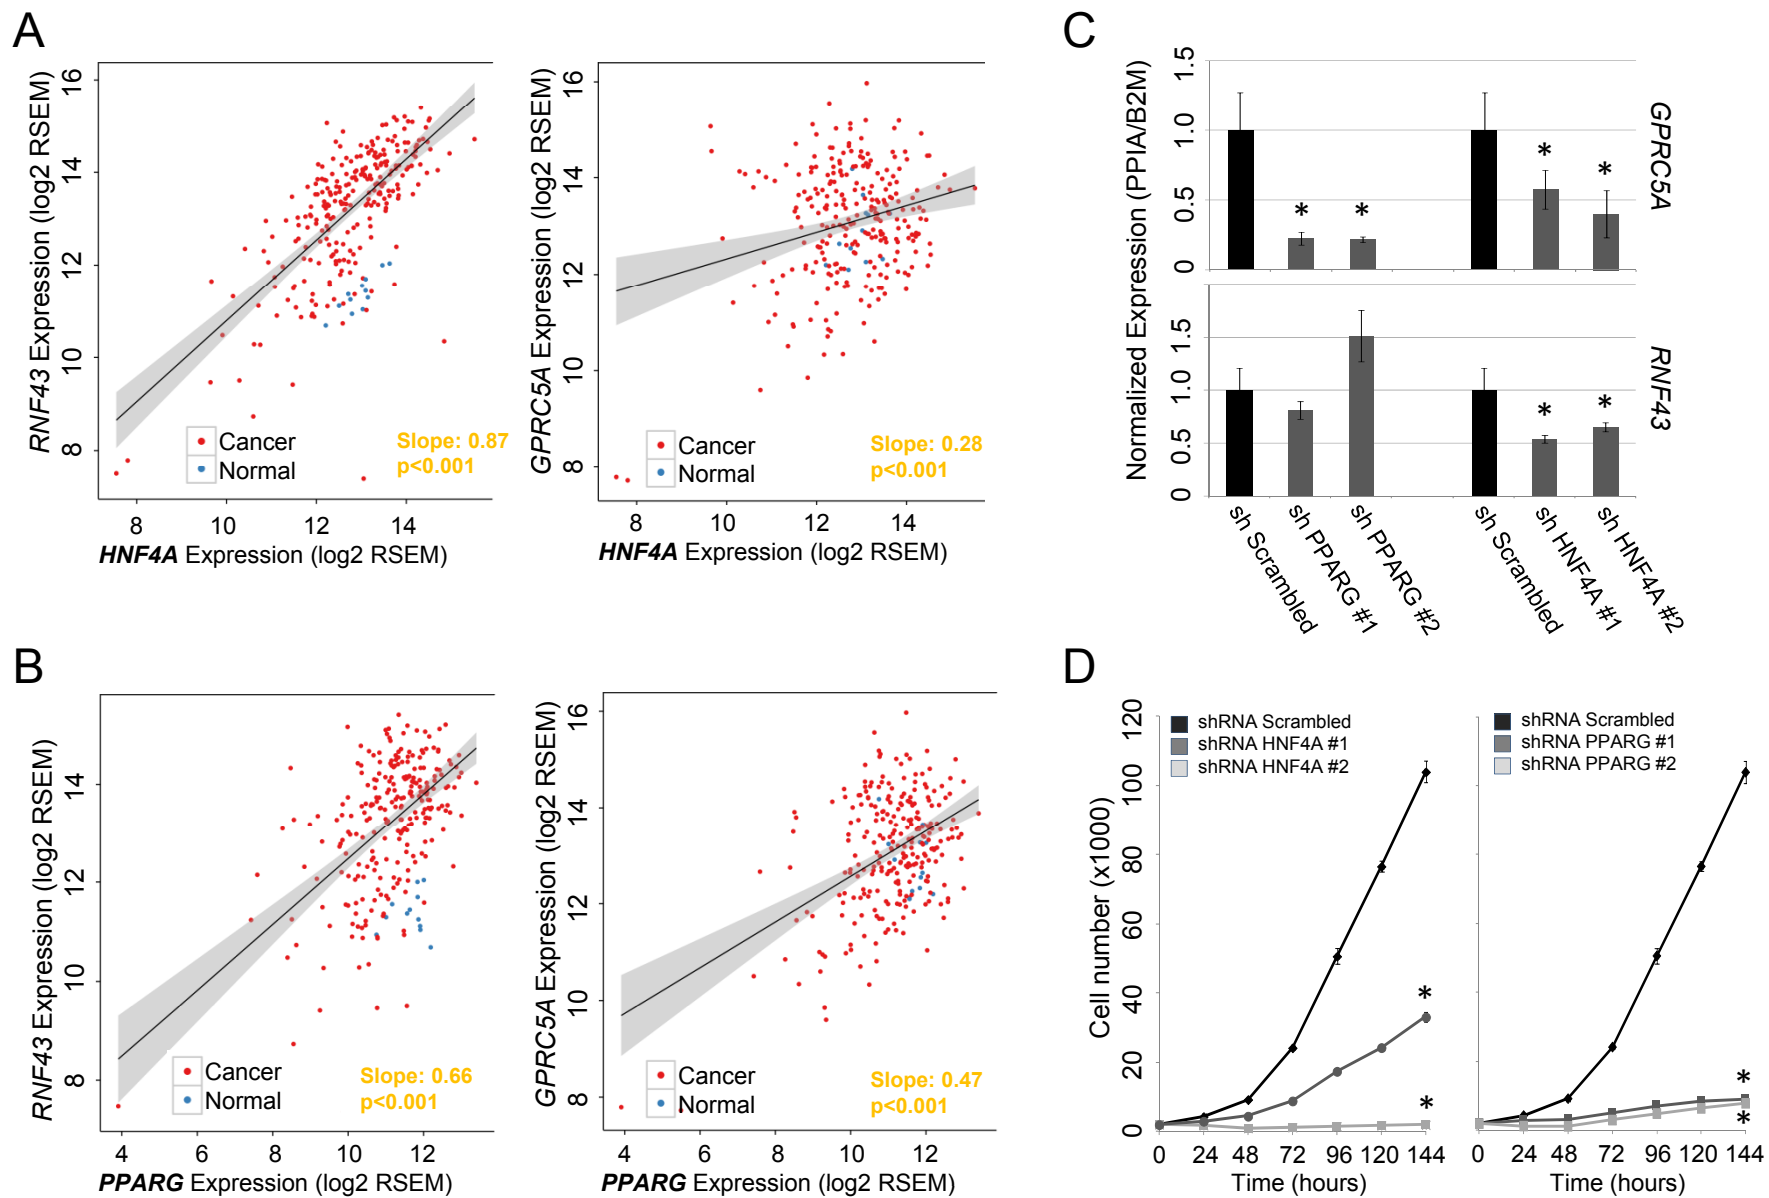 A
RNF43 Expression (log2 RSEM)
16
14
12
10
8
Cancer
Normal
Slope: 0.87
p<0.001
8 10 12 14
HNF4A Expression (log2 RSEM)
GPRC5A Expression (log2 RSEM)
16
14
12
10
8
Cancer
Normal
Slope: 0.28
p<0.001
8 10 12 14
HNF4A Expression (log2 RSEM)
B
RNF43 Expression (log2 RSEM)
14
12
10
8
Cancer
Normal
Slope: 0.66
p<0.001
4 6 8 10 12
PPARG Expression (log2 RSEM)
GPRC5A Expression (log2 RSEM)
16
14
12
10
8
Cancer
Normal
Slope: 0.47
p<0.001
4 6 8 10 12
PPARG Expression (log2 RSEM)
C
Normalized Expression (PPIA/B2M)
1.5
1.0
0.5
0
* * * *
GPRC5A
1.5
1.0
0.5
0
* *
RNF43
sh Scrambled
sh PPARG #1
sh PPARG #2
sh Scrambled
sh HNF4A #1
sh HNF4A #2
D
Cell number (x1000)
120
100
80
60
40
20
0
shRNA Scrambled
shRNA HNF4A #1
shRNA HNF4A #2
*
*
0 24 48 72 96 120 144
Time (hours)
shRNA Scrambled
shRNA PPARG #1
shRNA PPARG #2
*
*
0 24 48 72 96 120 144
Time (hours)